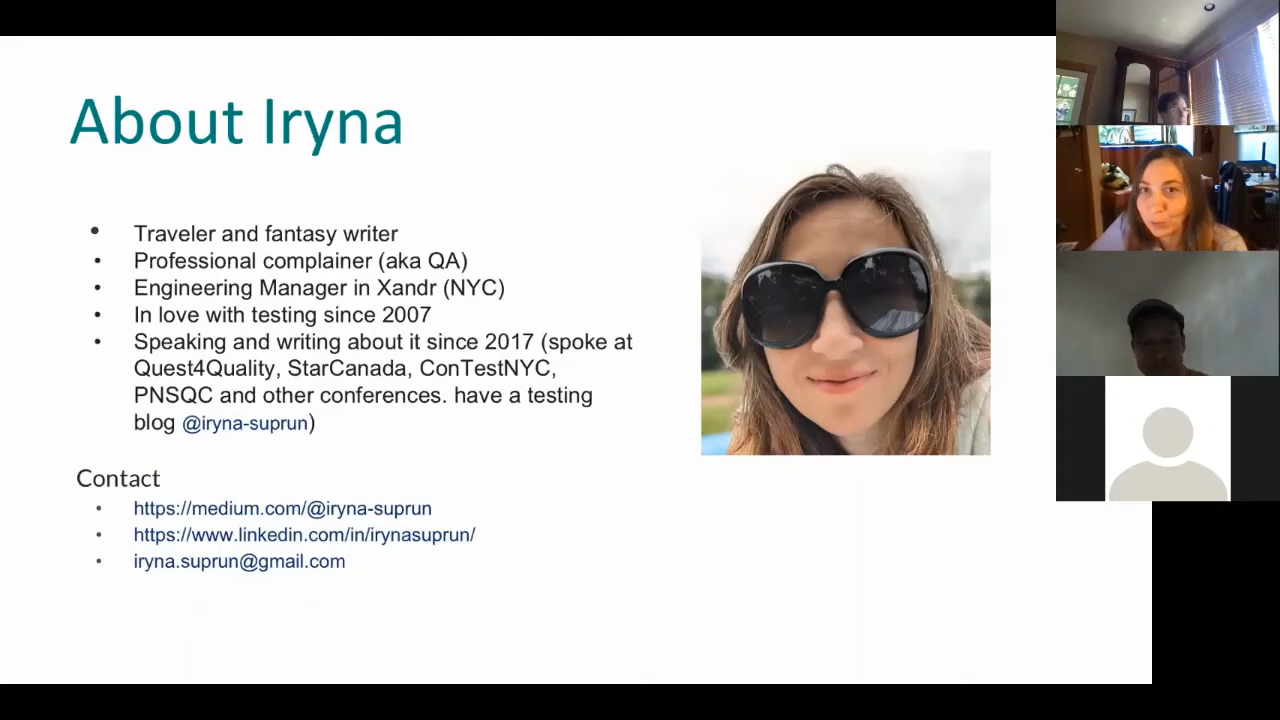 About Iryna
• Traveler and fantasy writer
• Professional complainer (aka QA)
• Engineering Manager in Xandr (NYC)
• In love with testing since 2007
• Speaking and writing about it since 2017 (spoke at
Quest4Quality, StarCanada, ConTestNYC,
PNSQC and other conferences. have a testing
blog @iryna-suprun)
Contact
• https://medium.com/@iryna-suprun
• https://www.linkedin.com/in/irynasuprun/
• iryna.suprun@gmail.com